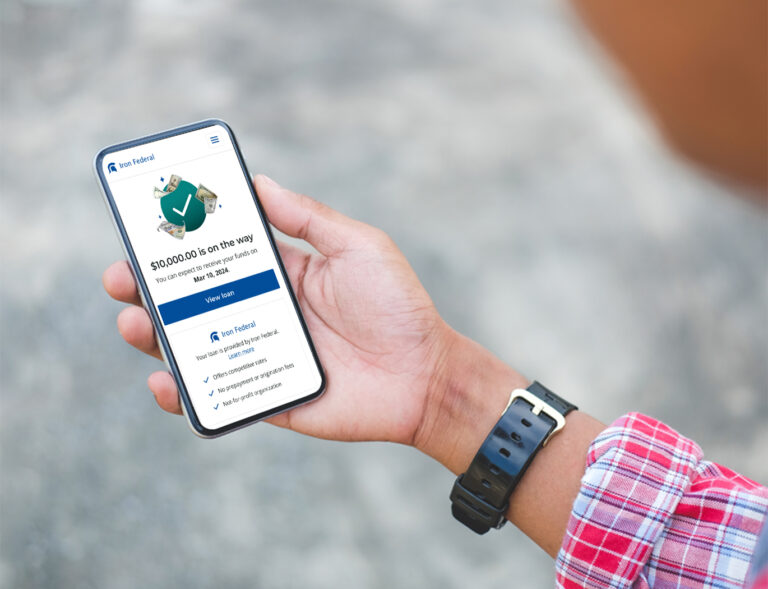 Iron Federal
$10,000.00 is on the way
You can expect to receive your funds on
Mar 10, 2024.
View loan
Iron Federal
Your loan is provided by Iron Federal.
Learn more
Offers competitive rates
No prepayment or origination fees
Not-for-profit organization